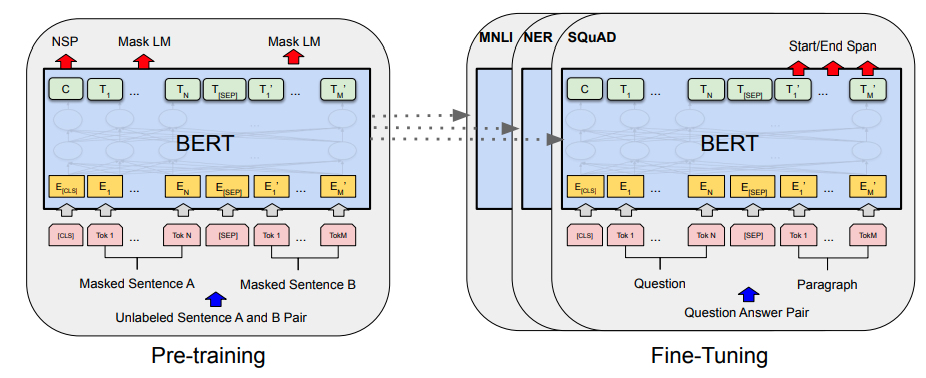 NSP Mask LM Mask LM
C T1 ... TN T[SEP] T1' ... TM'
BERT
E[CLS] E1 ... EN E[SEP] E1' ... EM'
[CLS] Tok 1 ... Tok N [SEP] Tok 1 ... TokM
Masked Sentence A Masked Sentence B
Unlabeled Sentence A and B Pair
Pre-training
MNLI NER SQuAD
Start/End Span
C T1 ... TN T[SEP] T1' ... TM'
BERT
E[CLS] E1 ... EN E[SEP] E1' ... EM'
[CLS] Tok 1 ... Tok N [SEP] Tok 1 ... TokM
Question Paragraph
Question Answer Pair
Fine-Tuning